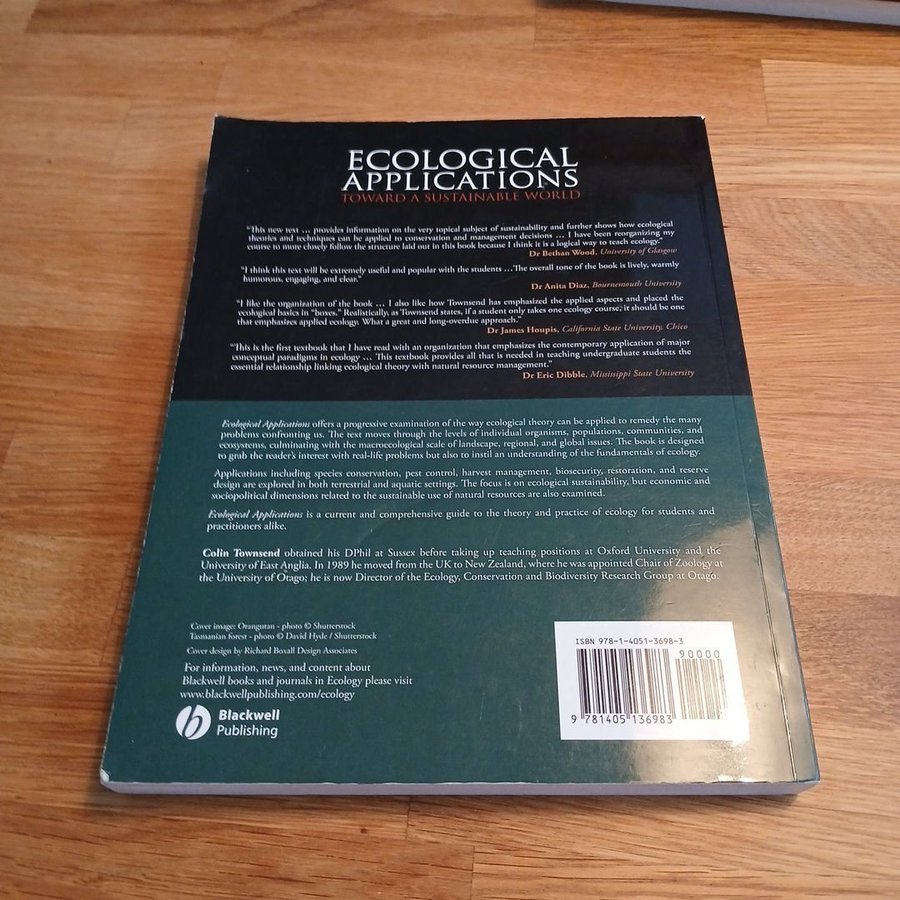 ECOLOGICAL
APPLICATIONS
TOWARD A SUSTAINABLE WORLD
"This new text ... provides information on the very topical subject of sustainability and further shows how ecological
theories and techniques can be applied to conservation and management decisions ... I have been reorganizing my
course to more closely follow the structure laid out in this book because I think it is a logical way to teach ecology."
Dr Bethan Wood, University of Glasgow
"I think this text will be extremely useful and popular with the students ...The overall tone of the book is lively, warmly
humorous, engaging, and clear."
Dr Anita Diaz, Bournemouth University
"I like the organization of the book ... I also like how Townsend has emphasized the applied aspects and placed the
ecological basics in "boxes." Realistically, as Townsend states, if a student only takes one ecology course, it should be one
that emphasizes applied ecology. What a great and long-overdue approach."
Dr James Houpis, California State University, Chico
"This is the first textbook that I have read with an organization that emphasizes the contemporary application of major
conceptual paradigms in ecology ... This textbook provides all that is needed in teaching undergraduate students the
essential relationship linking ecological theory with natural resource management."
Dr Eric Dibble, Mississippi State University
Ecological Applications offers a progressive examination of the way ecological theory can be applied to remedy the many
problems confronting us. The text moves through the levels of individual organisms, populations, communities, and
ecosystems, culminating with the macroecological scale of landscape, regional, and global issues. The book is designed
to grab the reader's interest with real-life problems but also to instil an understanding of the fundamentals of ecology.
Applications including species conservation, pest control, harvest management, biosecurity, restoration, and reserve
design are explored in both terrestrial and aquatic settings. The focus is on ecological sustainability, but economic and
sociopolitical dimensions related to the sustainable use of natural resources are also examined.
Ecological Applications is a current and comprehensive guide to the theory and practice of ecology for students and
practitioners alike.
Colin Townsend obtained his DPhil at Sussex before taking up teaching positions at Oxford University and the
University of East Anglia. In 1989 he moved from the UK to New Zealand, where he was appointed Chair of Zoology at
the University of Otago; he is now Director of the Ecology, Conservation and Biodiversity Research Group at Otago.
Cover image: Orangutan - photo © Shutterstock
Tasmanian forest - photo © David Hyde / Shutterstock
Cover design by Richard Boxall Design Associates
For information, news, and content about
Blackwell books and journals in Ecology please visit
www.blackwellpublishing.com/ecology
Blackwell
Publishing
ISBN 978-1-4051-3698-3
90000
9 781405 136983